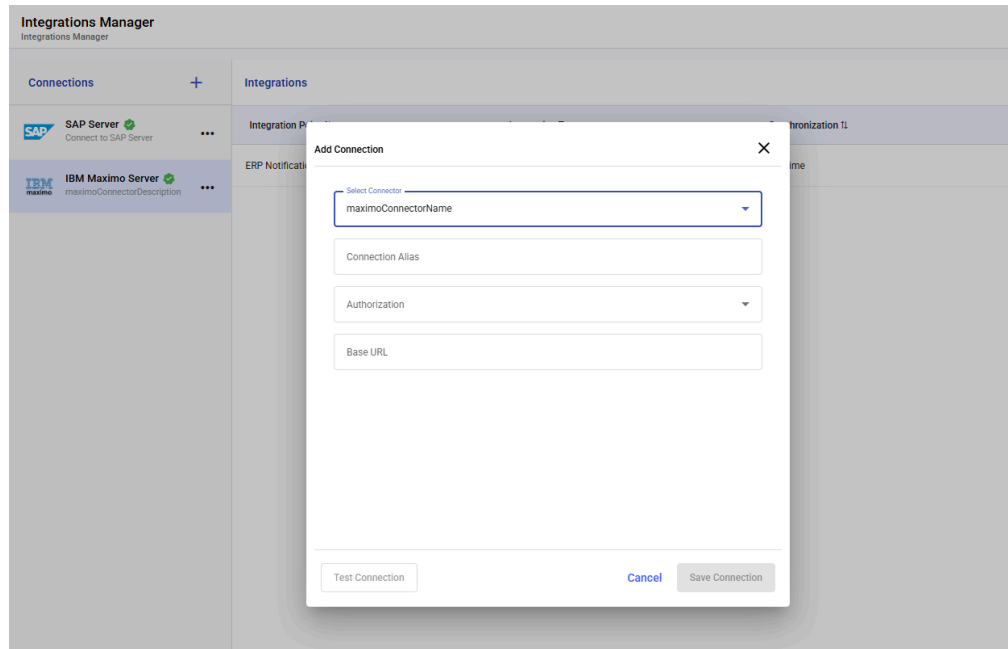 Integrations Manager
Integrations Manager
Connections +
Integrations
SAP
SAP Server
Connect to SAP Server
IBM
maximo
IBM Maximo Server
maximoConnectorDescription
Integration
ERP
ime
Add Connection
Select Connector
maximoConnectorName
Connection Alias
Authorization
Base URL
Test Connection
Cancel
Save Connection